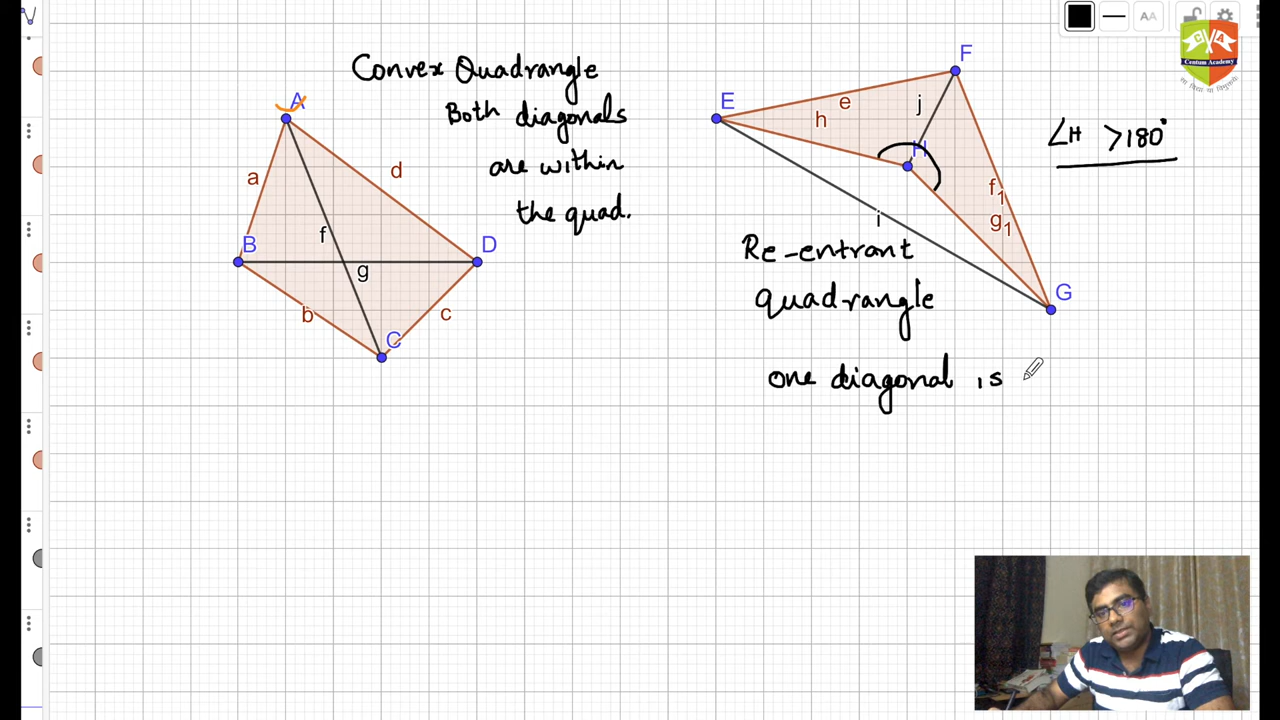 Convex Quadrangle
Both diagonals
are within
the quad.
A
a
d
B
f
D
g
b
c
C
F
E
e
j
h
H
∠H >180°
f1
g1
i
Re-entrant
quadrangle
G
one diagonal is
AA
C A
Centum Academy